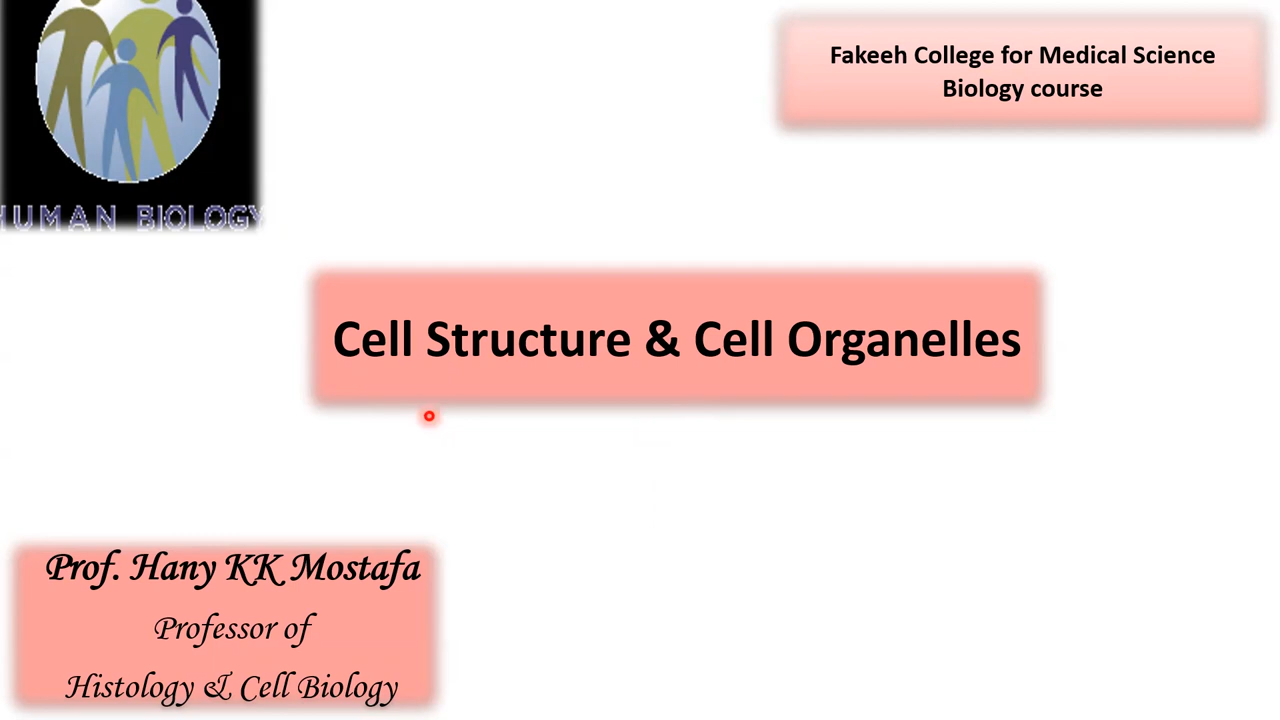 Fakeeh College for Medical Science
Biology course
HUMAN BIOLOGY
Cell Structure & Cell Organelles
Prof. Hany KK Mostafa
Professor of
Histology & Cell Biology